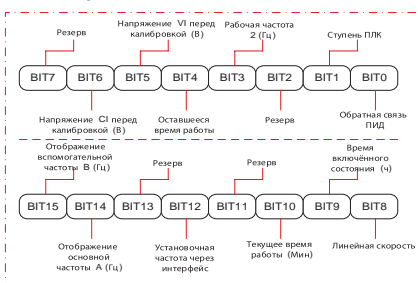 Резерв
Напряжение VI перед
калибровкой (В)
Рабочая частота
2 (Гц)
Ступень ПЛК
BIT7 BIT6 BIT5 BIT4 BIT3 BIT2 BIT1 BIT0
Напряжение CI перед
калибровкой (В)
Оставшееся
время работы
Резерв
Обратная связь
ПИД
Отображение
вспомогательной
частоты B (Гц)
Резерв
Резерв
Время
включённого
состояния (ч)
BIT15 BIT14 BIT13 BIT12 BIT11 BIT10 BIT9 BIT8
Отображение
основной
частоты A (Гц)
Установочная
частота через
интерфейс
Текущее время
работы (Мин)
Линейная скорость